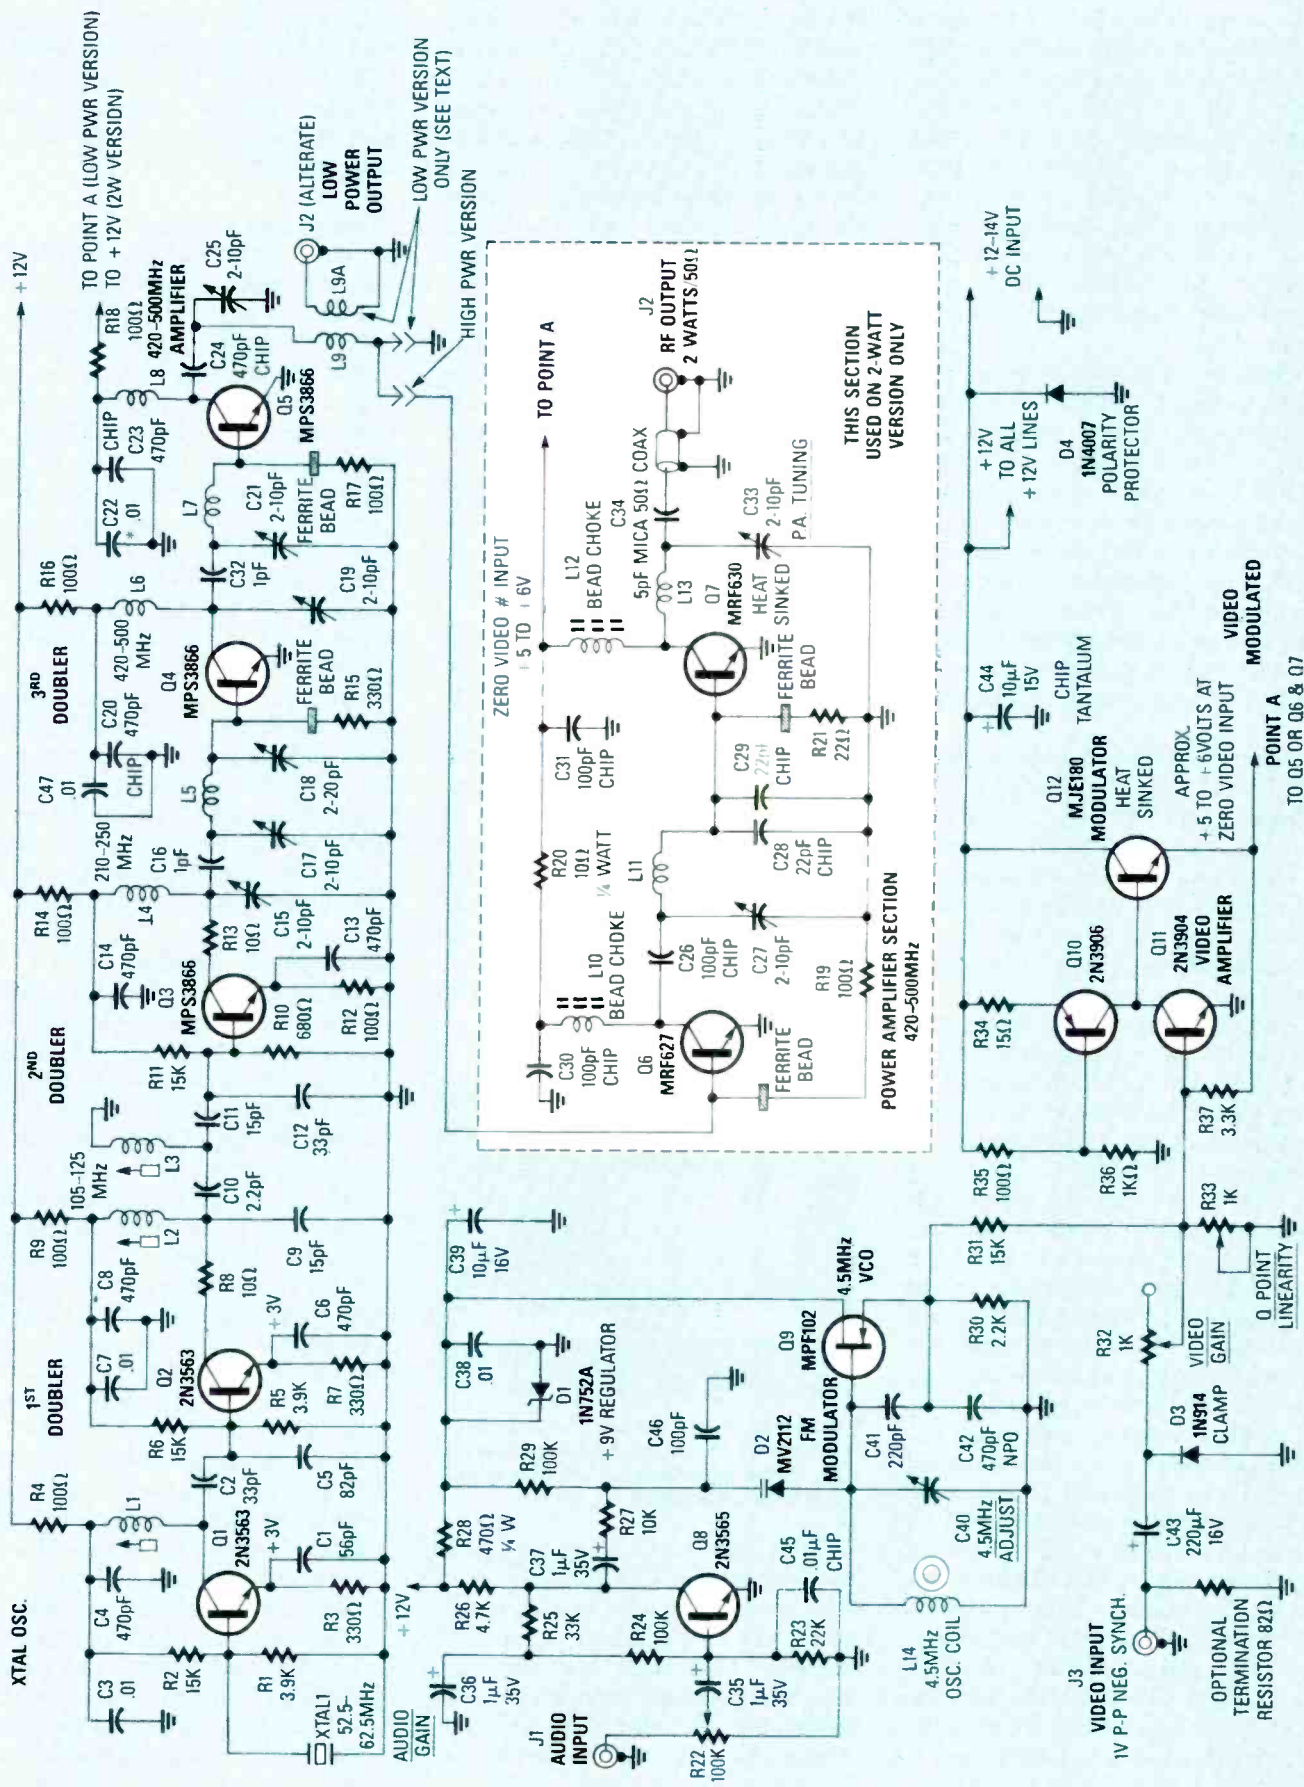 XTAL OSC.
1ST
DOUBLER
2ND
DOUBLER
3RD
DOUBLER
+12V
C3
.01
C4
470pF
R2
15K
R1
3.9K
XTAL1
52.5–
62.5MHz
R4
100Ω
L1
Q1
2N3563
+3V
C1
56pF
R3
330Ω
C2
33pF
C5
82pF
R6
15K
C7
.01
C8
470pF
Q2
2N3563
R5
3.9K
+3V
R7
330Ω
C6
470pF
R9
100Ω
L2
105-125
MHz
R8
10Ω
C9
15pF
C10
2.2pF
L3
C11
15pF
C12
33pF
R11
15K
R14
100Ω
C14
470pF
Q3
MPS3866
R10
680Ω
R12
100Ω
C13
470pF
R13
10Ω
C15
2-10pF
L4
210-250
MHz
C16
1pF
C17
2-10pF
L5
C18
2-20pF
C47
.01
C20
470pF
CHIP
Q4
MPS3866
FERRITE
BEAD
R15
330Ω
R16
100Ω
L6
420-500
MHz
C19
2-10pF
C32
1pF
L7
C21
2-10pF
FERRITE
BEAD
R17
100Ω
C22
.01
CHIP
C23
470pF
R18
100Ω
TO POINT A (LOW PWR VERSION)
TO +12V (2W VERSION)
L8
420-500MHz
AMPLIFIER
C24
470pF
CHIP
Q5
MPS3866
C25
2-10pF
L9
L9A
J2 (ALTERATE)
LOW
POWER
OUTPUT
LOW PWR VERSION
ONLY (SEE TEXT)
HIGH PWR VERSION
ZERO VIDEO # INPUT
+5 TO +6V
TO POINT A
C30
100pF
CHIP
L10
BEAD CHOKE
Q6
MRF627
FERRITE
BEAD
R20
10Ω
¼ WATT
C31
100pF
CHIP
C26
100pF
CHIP
C27
2-10pF
R19
100Ω
L11
C28
22pF
CHIP
C29
22pF
CHIP
L12
BEAD CHOKE
Q7
MRF630
HEAT
SINKED
FERRITE
BEAD
R21
22Ω
L13
C34
5pF MICA
50Ω COAX
C33
2-10pF
P.A. TUNING
J2
RF OUTPUT
2 WATTS/50Ω
POWER AMPLIFIER SECTION
420-500MHz
THIS SECTION
USED ON 2-WATT
VERSION ONLY
AUDIO
GAIN
+12V
J1
AUDIO
INPUT
R22
100K
C36
1µF
35V
C35
1µF
35V
R26
4.7K
R25
33K
R24
100K
R23
22K
C45
.01µF
CHIP
Q8
2N3565
R28
470Ω
¼ W
C37
1µF
35V
R27
10K
R29
100K
C38
.01
D1
1N752A
+9V REGULATOR
C39
10µF
16V
C46
100pF
D2
MV2112
FM
MODULATOR
Q9
MPF102
4.5MHz
VCO
L14
4.5MHz
OSC. COIL
C40
4.5MHz
ADJUST
C41
220pF
C42
470pF
NPO
R30
2.2K
R31
15K
J3
VIDEO INPUT
1V P-P NEG. SYNCH.
OPTIONAL
TERMINATION
RESISTOR 82Ω
C43
220µF
16V
D3
1N914
CLAMP
R32
1K
VIDEO
GAIN
R33
1K
Q POINT
LINEARITY
R35
100Ω
R36
1KΩ
R37
3.3K
R34
15Ω
Q10
2N3906
Q11
2N3904
VIDEO
AMPLIFIER
Q12
MJE180
MODULATOR
HEAT
SINKED
C44
10µF
15V
CHIP
TANTALUM
APPROX.
+5 TO +6VOLTS AT
ZERO VIDEO INPUT
VIDEO
MODULATED
POINT A
TO Q5 OR Q6 & Q7
+12V
TO ALL
+12V LINES
D4
1N4007
POLARITY
PROTECTOR
+12–14V
DC INPUT